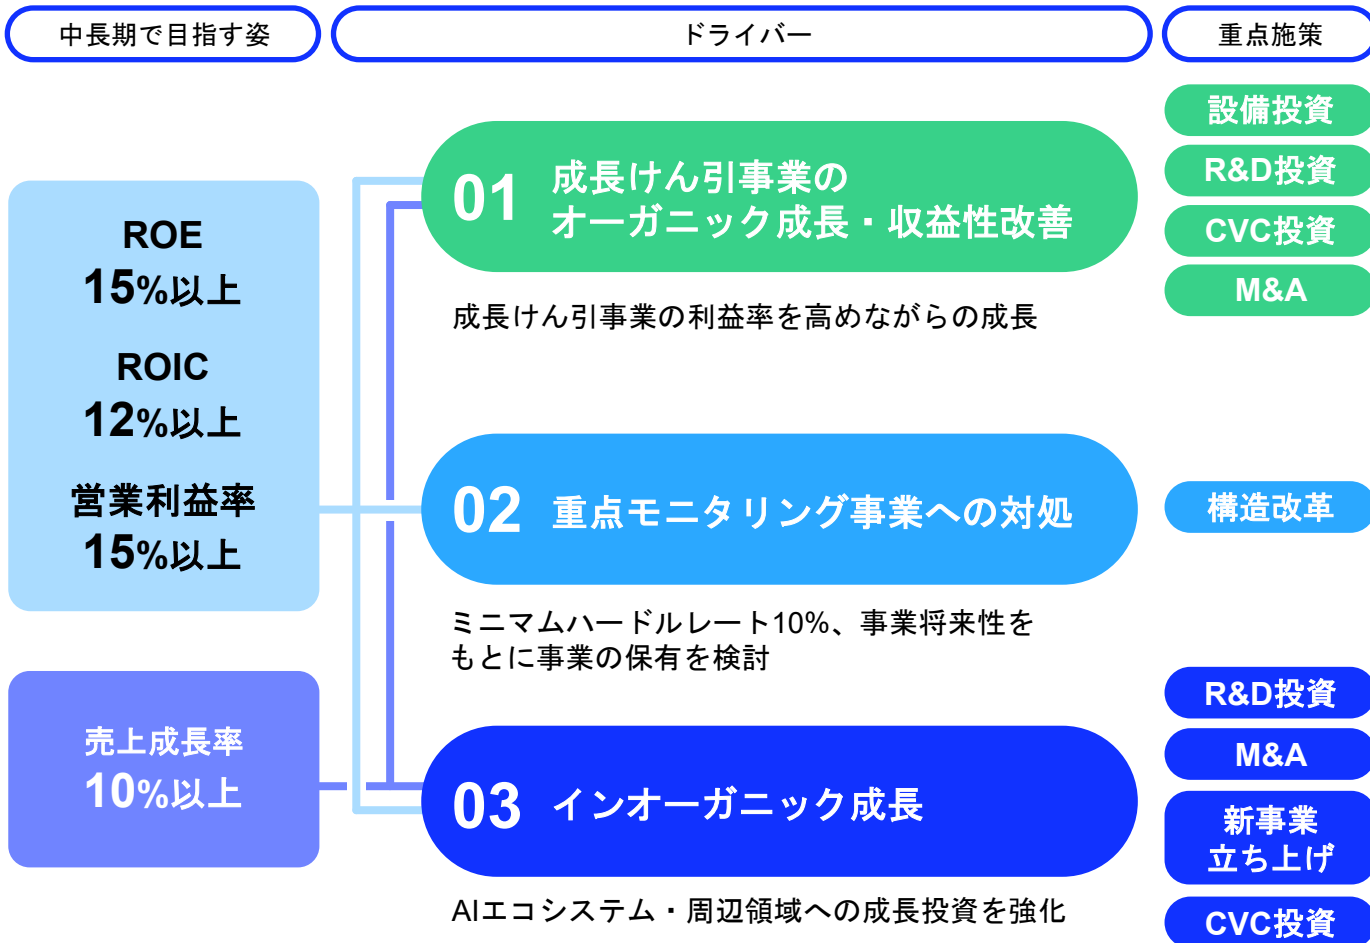 中長期で目指す姿
ドライバー
重点施策
ROE
15%以上
ROIC
12%以上
営業利益率
15%以上
売上成長率
10%以上
01
成長けん引事業の
オーガニック成長・収益性改善
成長けん引事業の利益率を高めながらの成長
設備投資
R&D投資
CVC投資
M&A
02
重点モニタリング事業への対処
ミニマムハードルレート10%、事業将来性を
もとに事業の保有を検討
構造改革
03
インオーガニック成長
AIエコシステム・周辺領域への成長投資を強化
R&D投資
M&A
新事業
立ち上げ
CVC投資